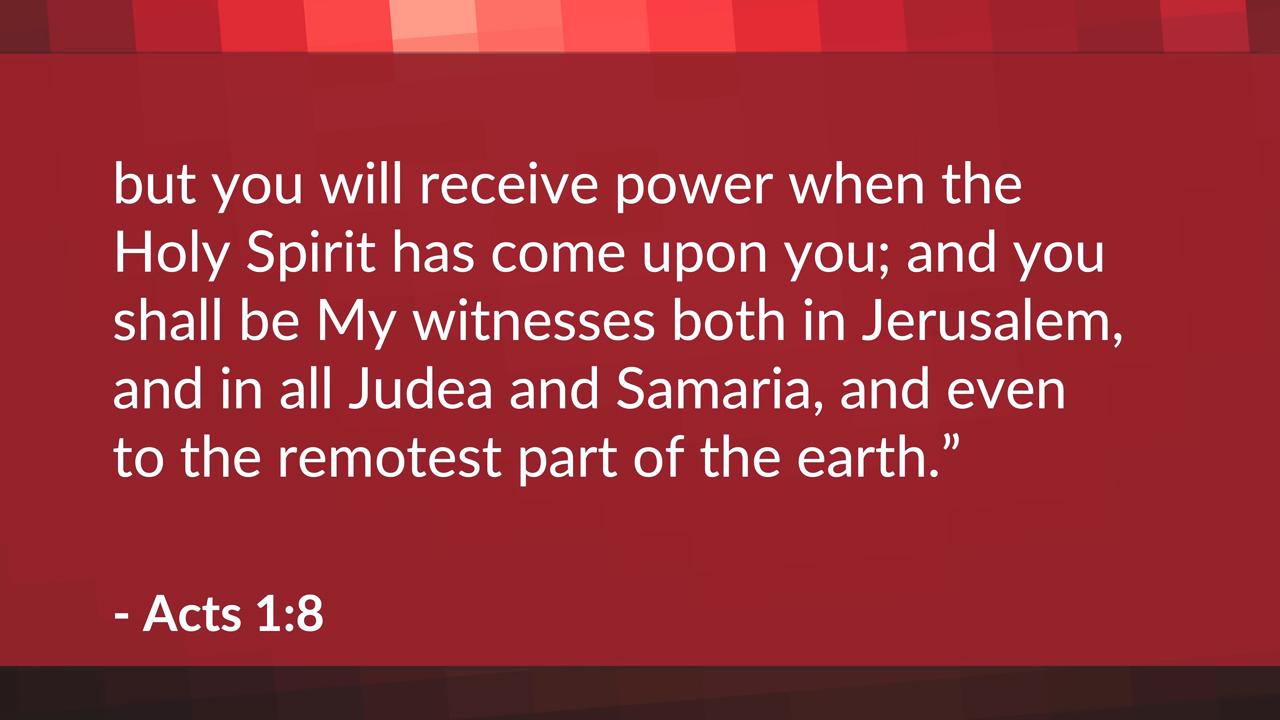 but you will receive power when the
Holy Spirit has come upon you; and you
shall be My witnesses both in Jerusalem,
and in all Judea and Samaria, and even
to the remotest part of the earth.”
- Acts 1:8